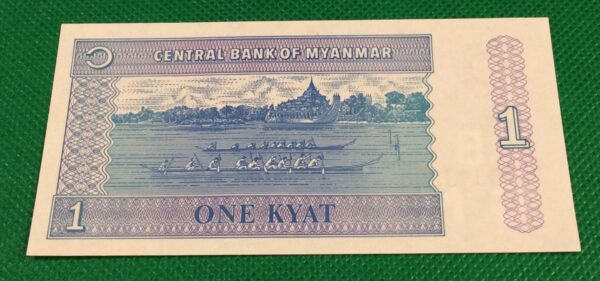 CENTRAL BANK OF MYANMAR
1
1
ONE KYAT